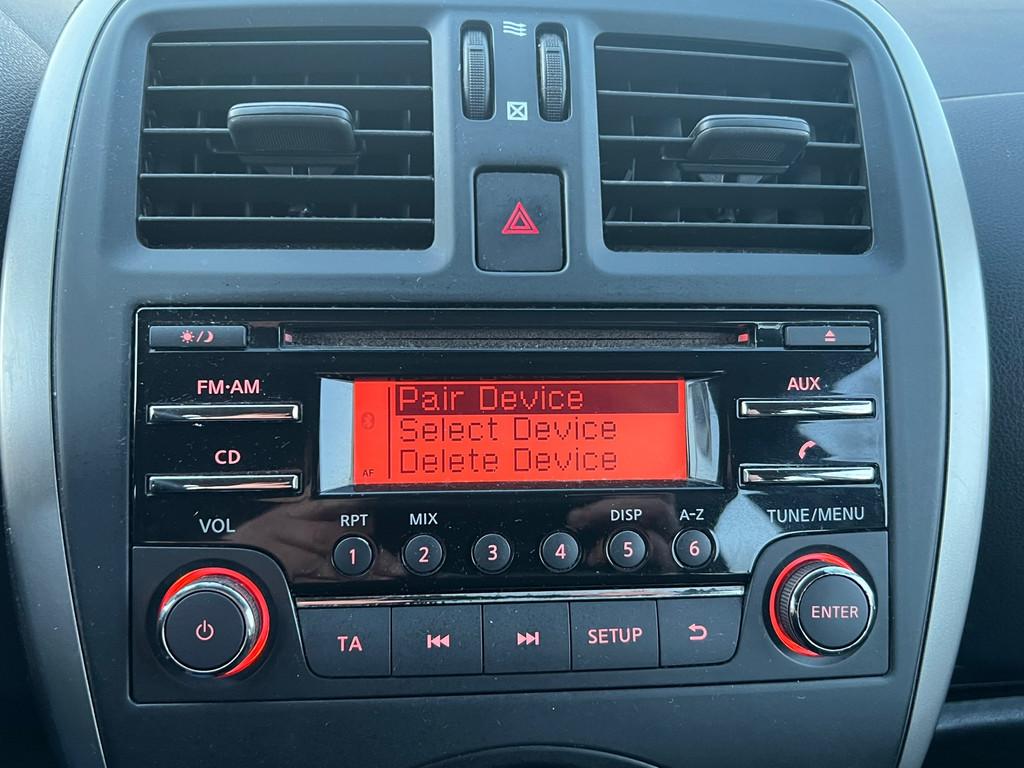 FM·AM
AUX
Pair Device
Select Device
Delete Device
AF
CD
VOL
RPT
MIX
DISP
A-Z
TUNE/MENU
1
2
3
4
5
6
TA
SETUP
ENTER